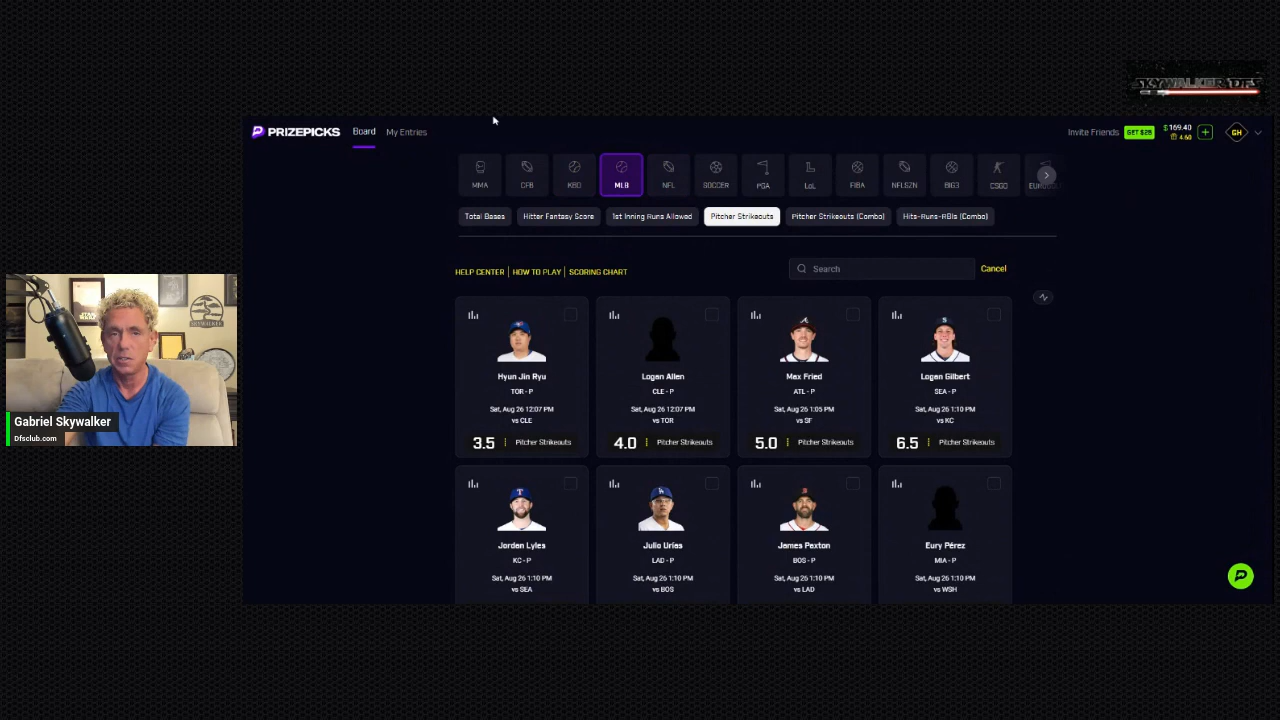 SKYWALKER DFS
PRIZEPICKS Board My Entries Invite Friends GET $25 $169.40 4.60 + GH
MMA CFB KBO MLB NFL SOCCER PGA LoL FIBA NFLSZN BIG3 CSGO
Total Bases Hitter Fantasy Score 1st Inning Runs Allowed Pitcher Strikeouts Pitcher Strikeouts (Combo) Hits-Runs-RBIs (Combo)
HELP CENTER | HOW TO PLAY | SCORING CHART Search Cancel
Hyun Jin Ryu Logan Allen Max Fried Logan Gilbert
TOR - P CLE - P ATL - P SEA - P
Sat, Aug 26 12:07 PM Sat, Aug 26 12:07 PM Sat, Aug 26 1:05 PM Sat, Aug 26 1:10 PM
vs CLE vs TOR vs SF vs KC
3.5 Pitcher Strikeouts 4.0 Pitcher Strikeouts 5.0 Pitcher Strikeouts 6.5 Pitcher Strikeouts
Jordan Lyles Julio Urías James Paxton Eury Pérez
KC - P LAD - P BOS - P MIA - P
Sat, Aug 26 1:10 PM Sat, Aug 26 1:10 PM Sat, Aug 26 1:10 PM Sat, Aug 26 1:10 PM
vs SEA vs BOS vs LAD vs WSH
Gabriel Skywalker
Dfsclub.com